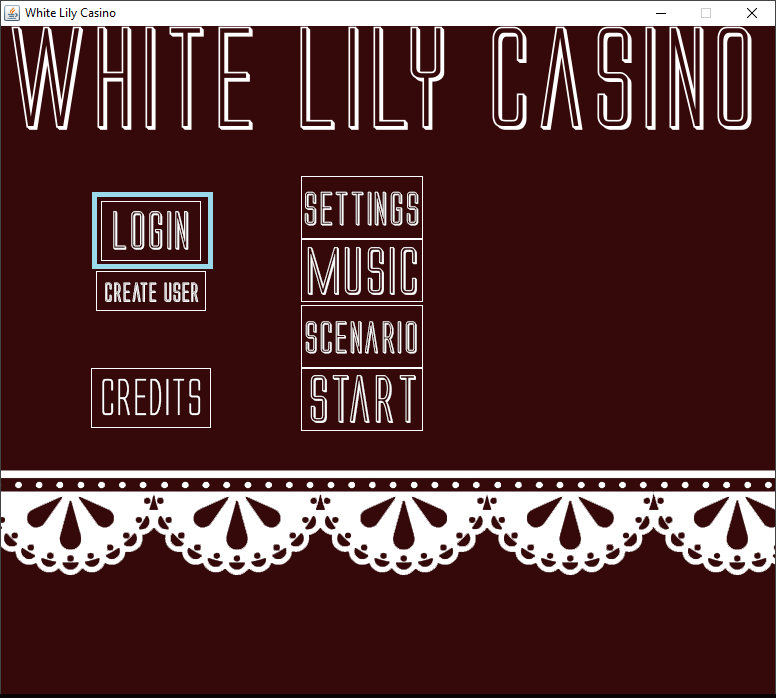 White Lily Casino
WHITE LILY CASINO
LOGIN
CREATE USER
CREDITS
SETTINGS
MUSIC
SCENARIO
START